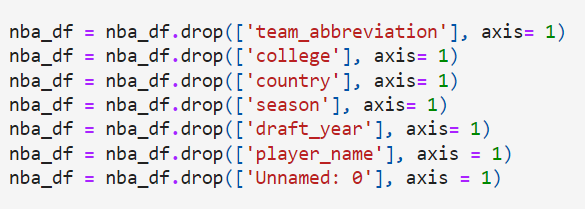 nba_df = nba_df.drop(['team_abbreviation'], axis= 1)
nba_df = nba_df.drop(['college'], axis= 1)
nba_df = nba_df.drop(['country'], axis= 1)
nba_df = nba_df.drop(['season'], axis= 1)
nba_df = nba_df.drop(['draft_year'], axis= 1)
nba_df = nba_df.drop(['player_name'], axis = 1)
nba_df = nba_df.drop(['Unnamed: 0'], axis = 1)